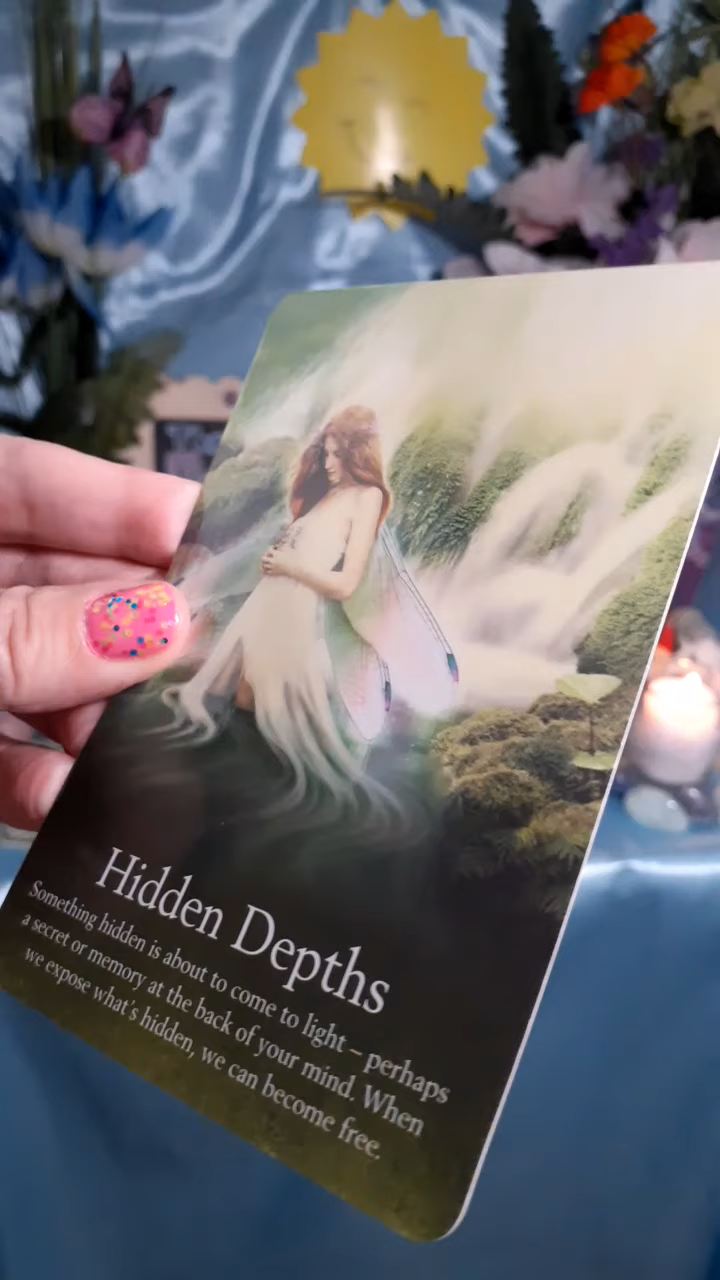 Hidden Depths
Something hidden is about to come to light – perhaps
a secret or memory at the back of your mind. When
we expose what's hidden, we can become free.